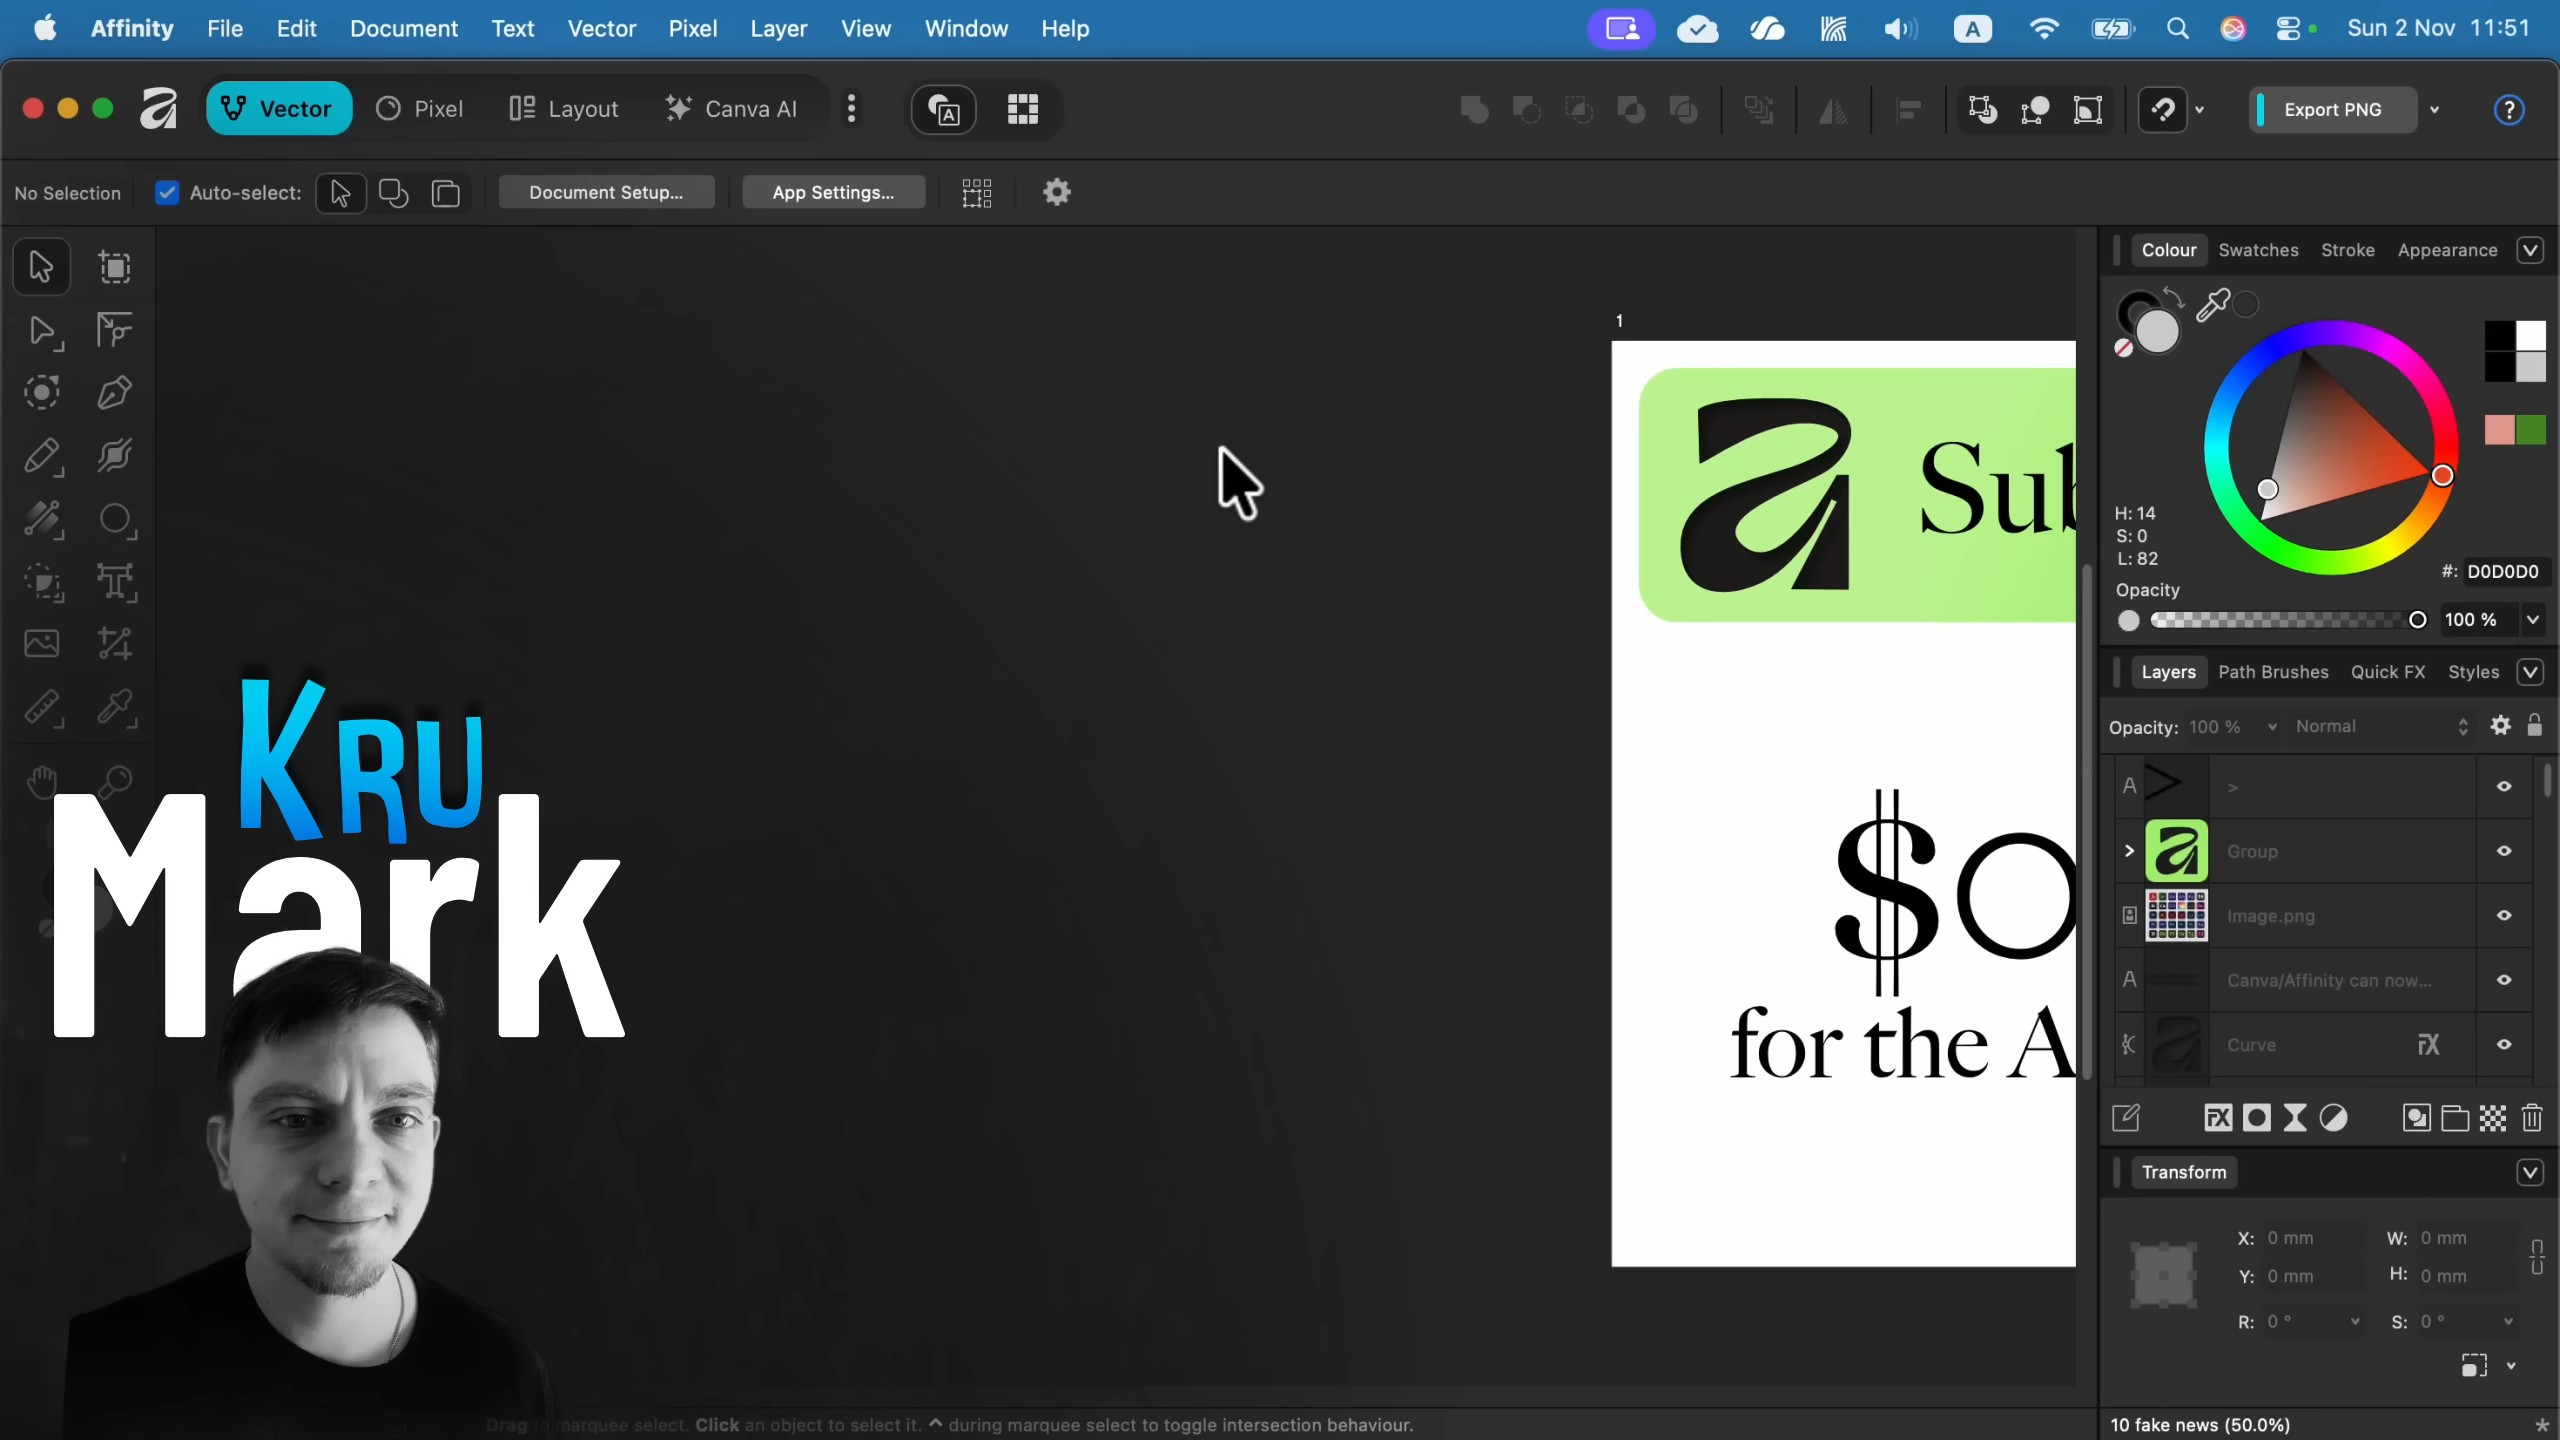 Affinity File Edit Document Text Vector Pixel Layer View Window Help
A
Sun 2 Nov 11:51
Vector
Pixel
Layout
Canva AI
A
Export PNG
?
No Selection
Auto-select:
Document Setup...
App Settings...
Colour Swatches Stroke Appearance
1
Sub
H: 14
S: 0
L: 82
#: D0D0D0
Opacity
100 %
Layers Path Brushes Quick FX Styles
Opacity: 100 % Normal
A > >
Group
Image.png
A Canva/Affinity can now...
Curve FX
FX
KRU
Mark
$0
for the A
Transform
X: 0 mm W: 0 mm
Y: 0 mm H: 0 mm
R: 0 ° S: 0 °
Drag to marquee select. Click an object to select it. ^ during marquee select to toggle intersection behaviour.
10 fake news (50.0%) *